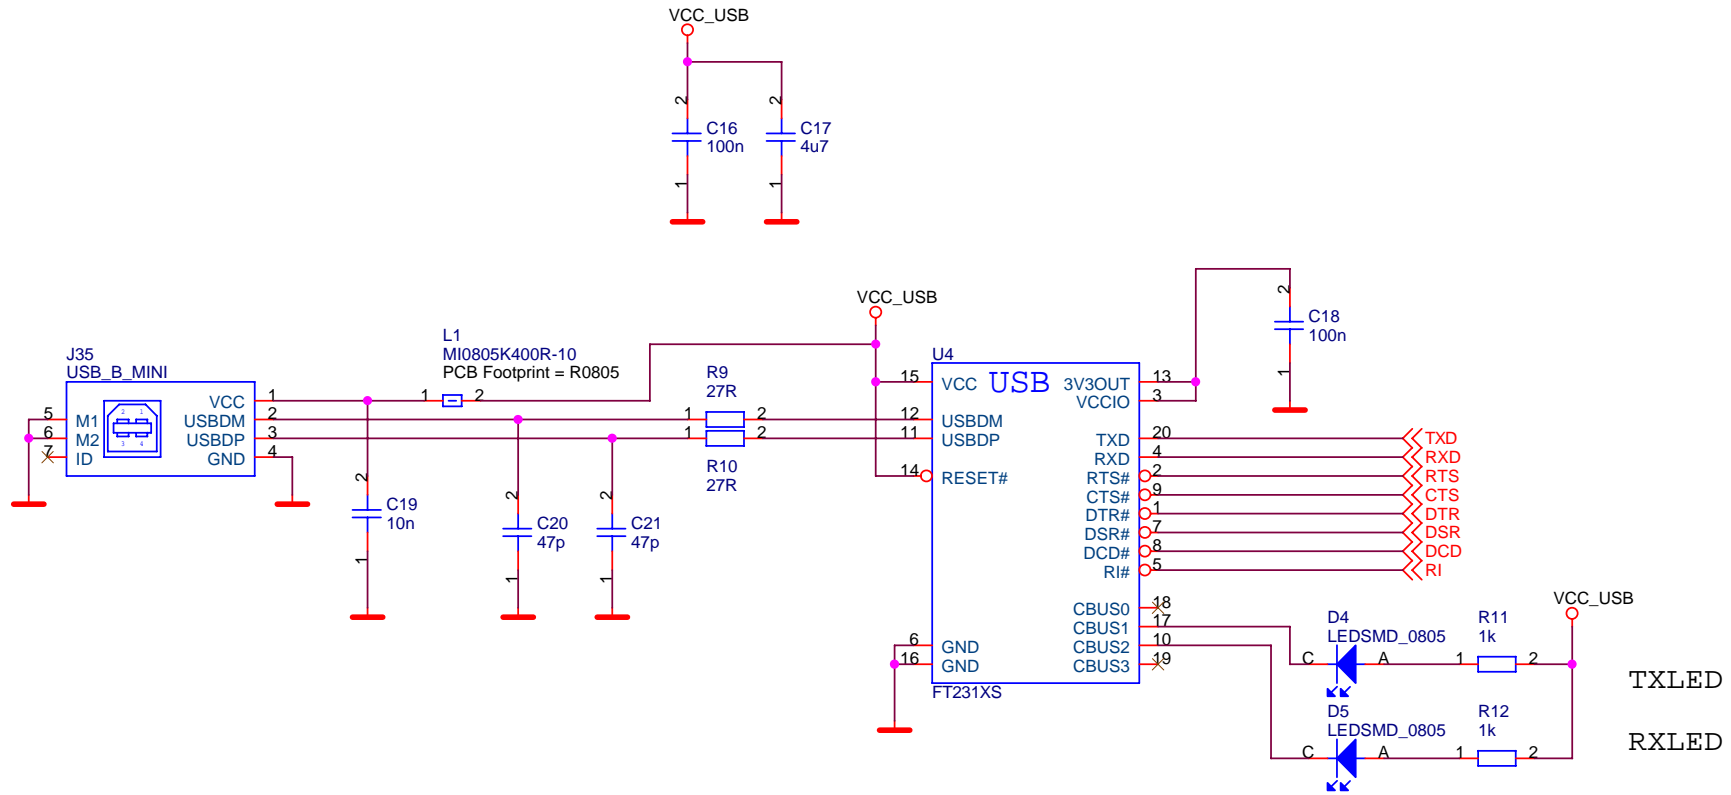 VCC_USB
2
2
C16
100n
C17
4u7
1
1
VCC_USB
2
C18
100n
1
L1
MI0805K400R-10
PCB Footprint = R0805
J35
USB_B_MINI
R9
27R
U4
USB
15 VCC
3V3OUT 13
VCCIO 3
VCC 1
1 2
5 M1
USBDM 2
1 2
12 USBDM
6 M2
USBDP 3
1 2
11 USBDP
7 ID
GND 4
R10
27R
14 RESET#
TXD 20 TXD
RXD 4 RXD
RTS# 2 RTS
CTS# 9 CTS
DTR# 1 DTR
DSR# 7 DSR
DCD# 8 DCD
RI# 5 RI
2
C19
10n
1
2
C20
47p
1
2
C21
47p
1
CBUS0 18
CBUS1 17
CBUS2 10
CBUS3 19
6 GND
16 GND
FT231XS
VCC_USB
D4
LEDSMD_0805
R11
1k
C A 1 2
TXLED
D5
LEDSMD_0805
R12
1k
C A 1 2
RXLED